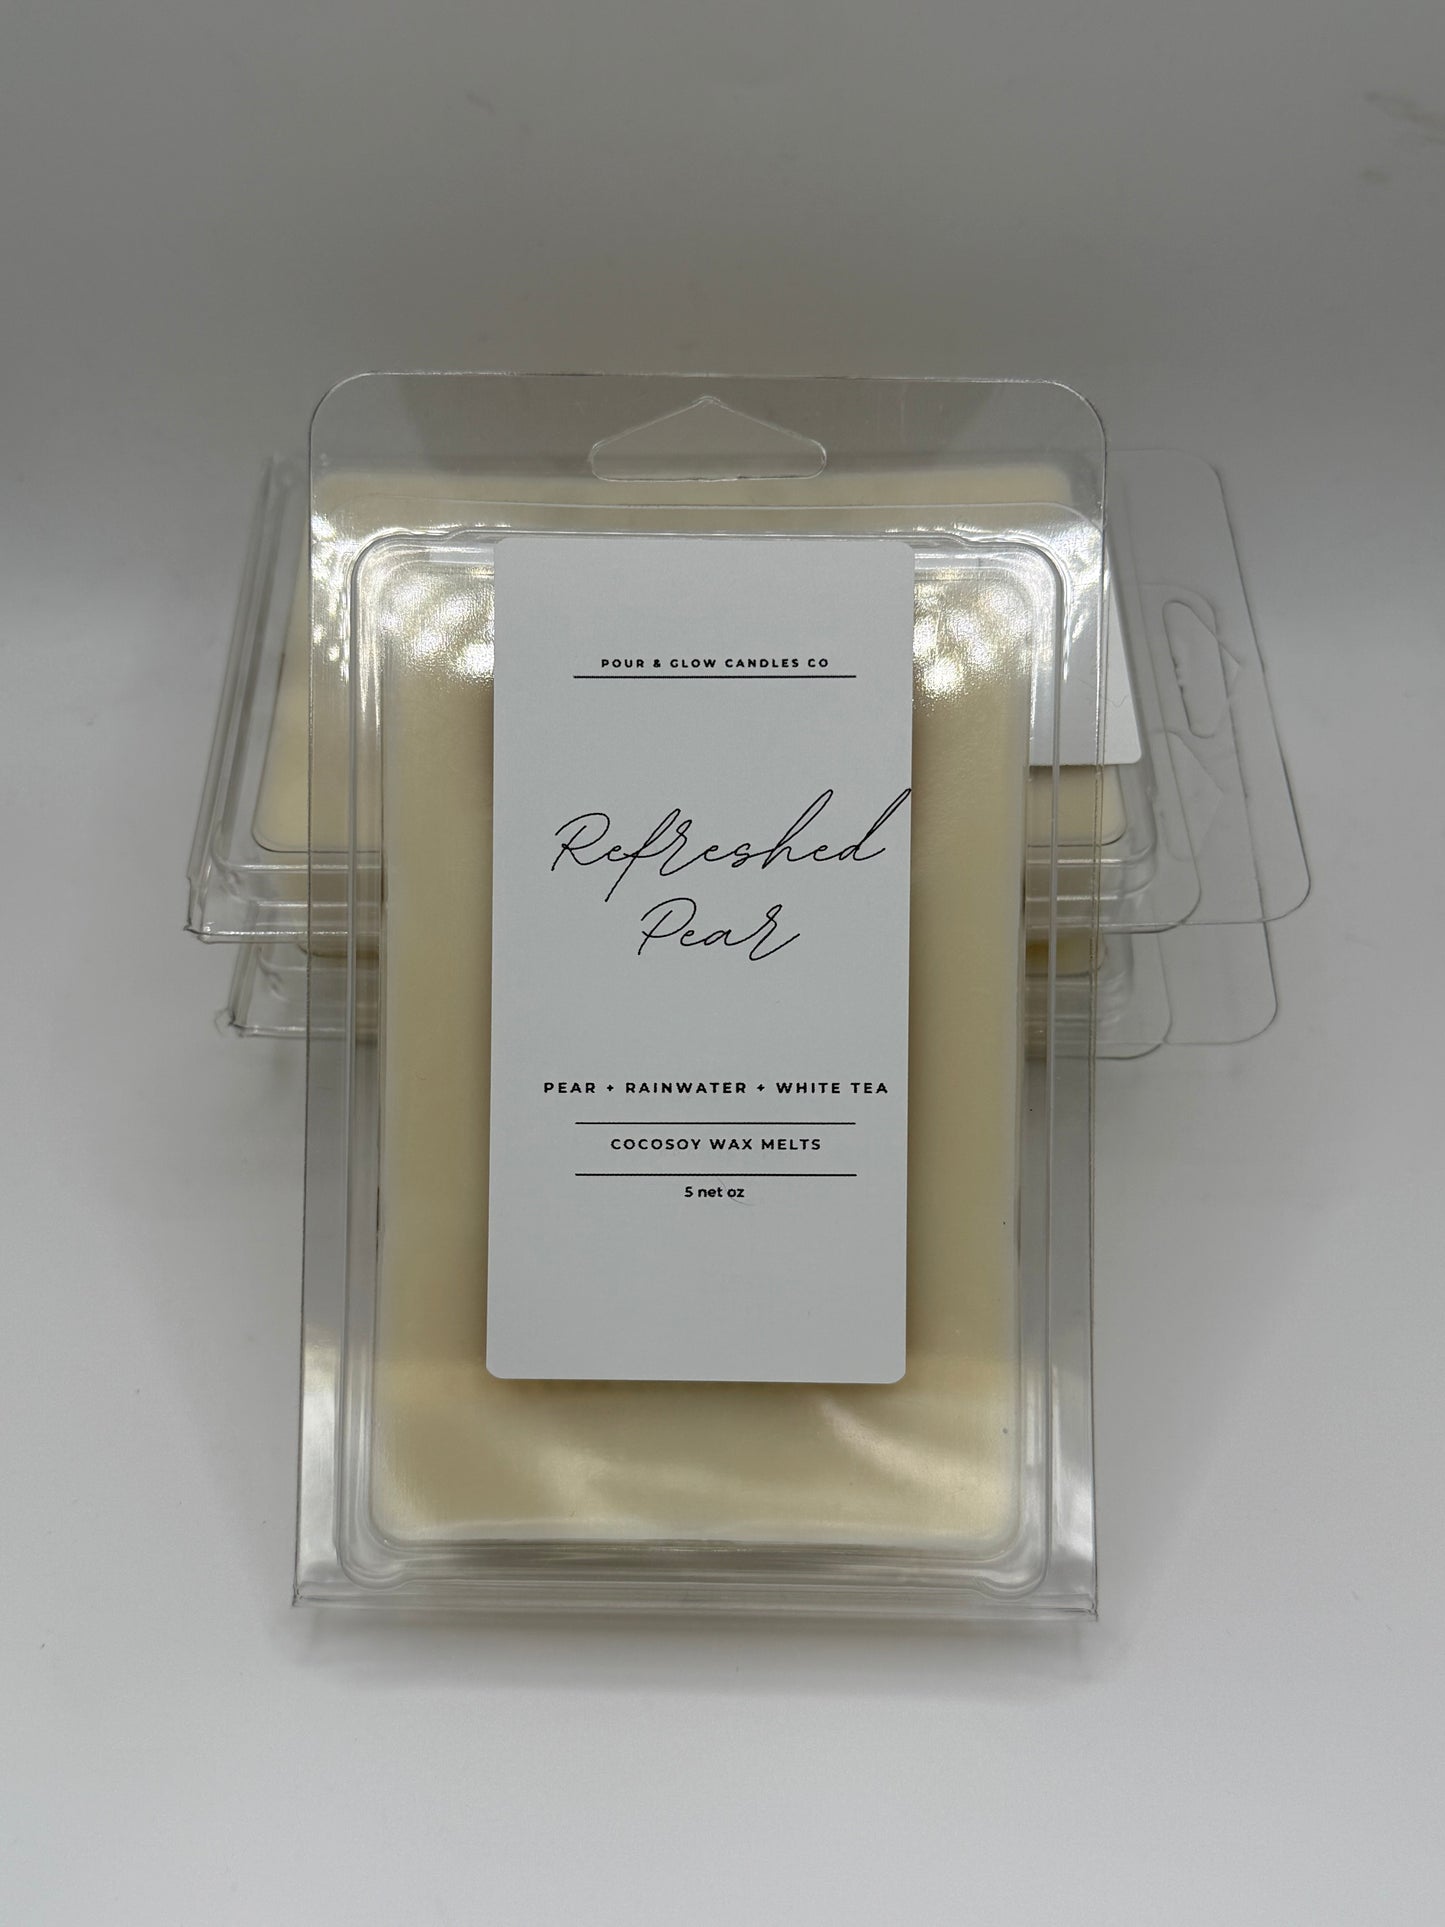 POUR & GLOW CANDLES CO
Refreshed
Pear
PEAR + RAINWATER + WHITE TEA
COCOSOY WAX MELTS
5 net oz